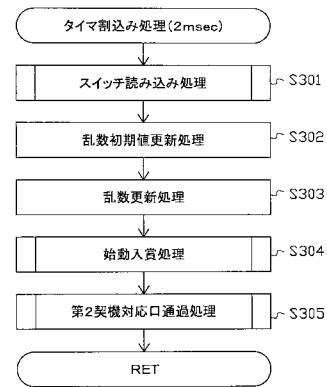 タイマ割込み処理(2msec)
スイッチ読み込み処理
S301
乱数初期値更新処理
S302
乱数更新処理
S303
始動入賞処理
S304
第2契機対応口通過処理
S305
RET